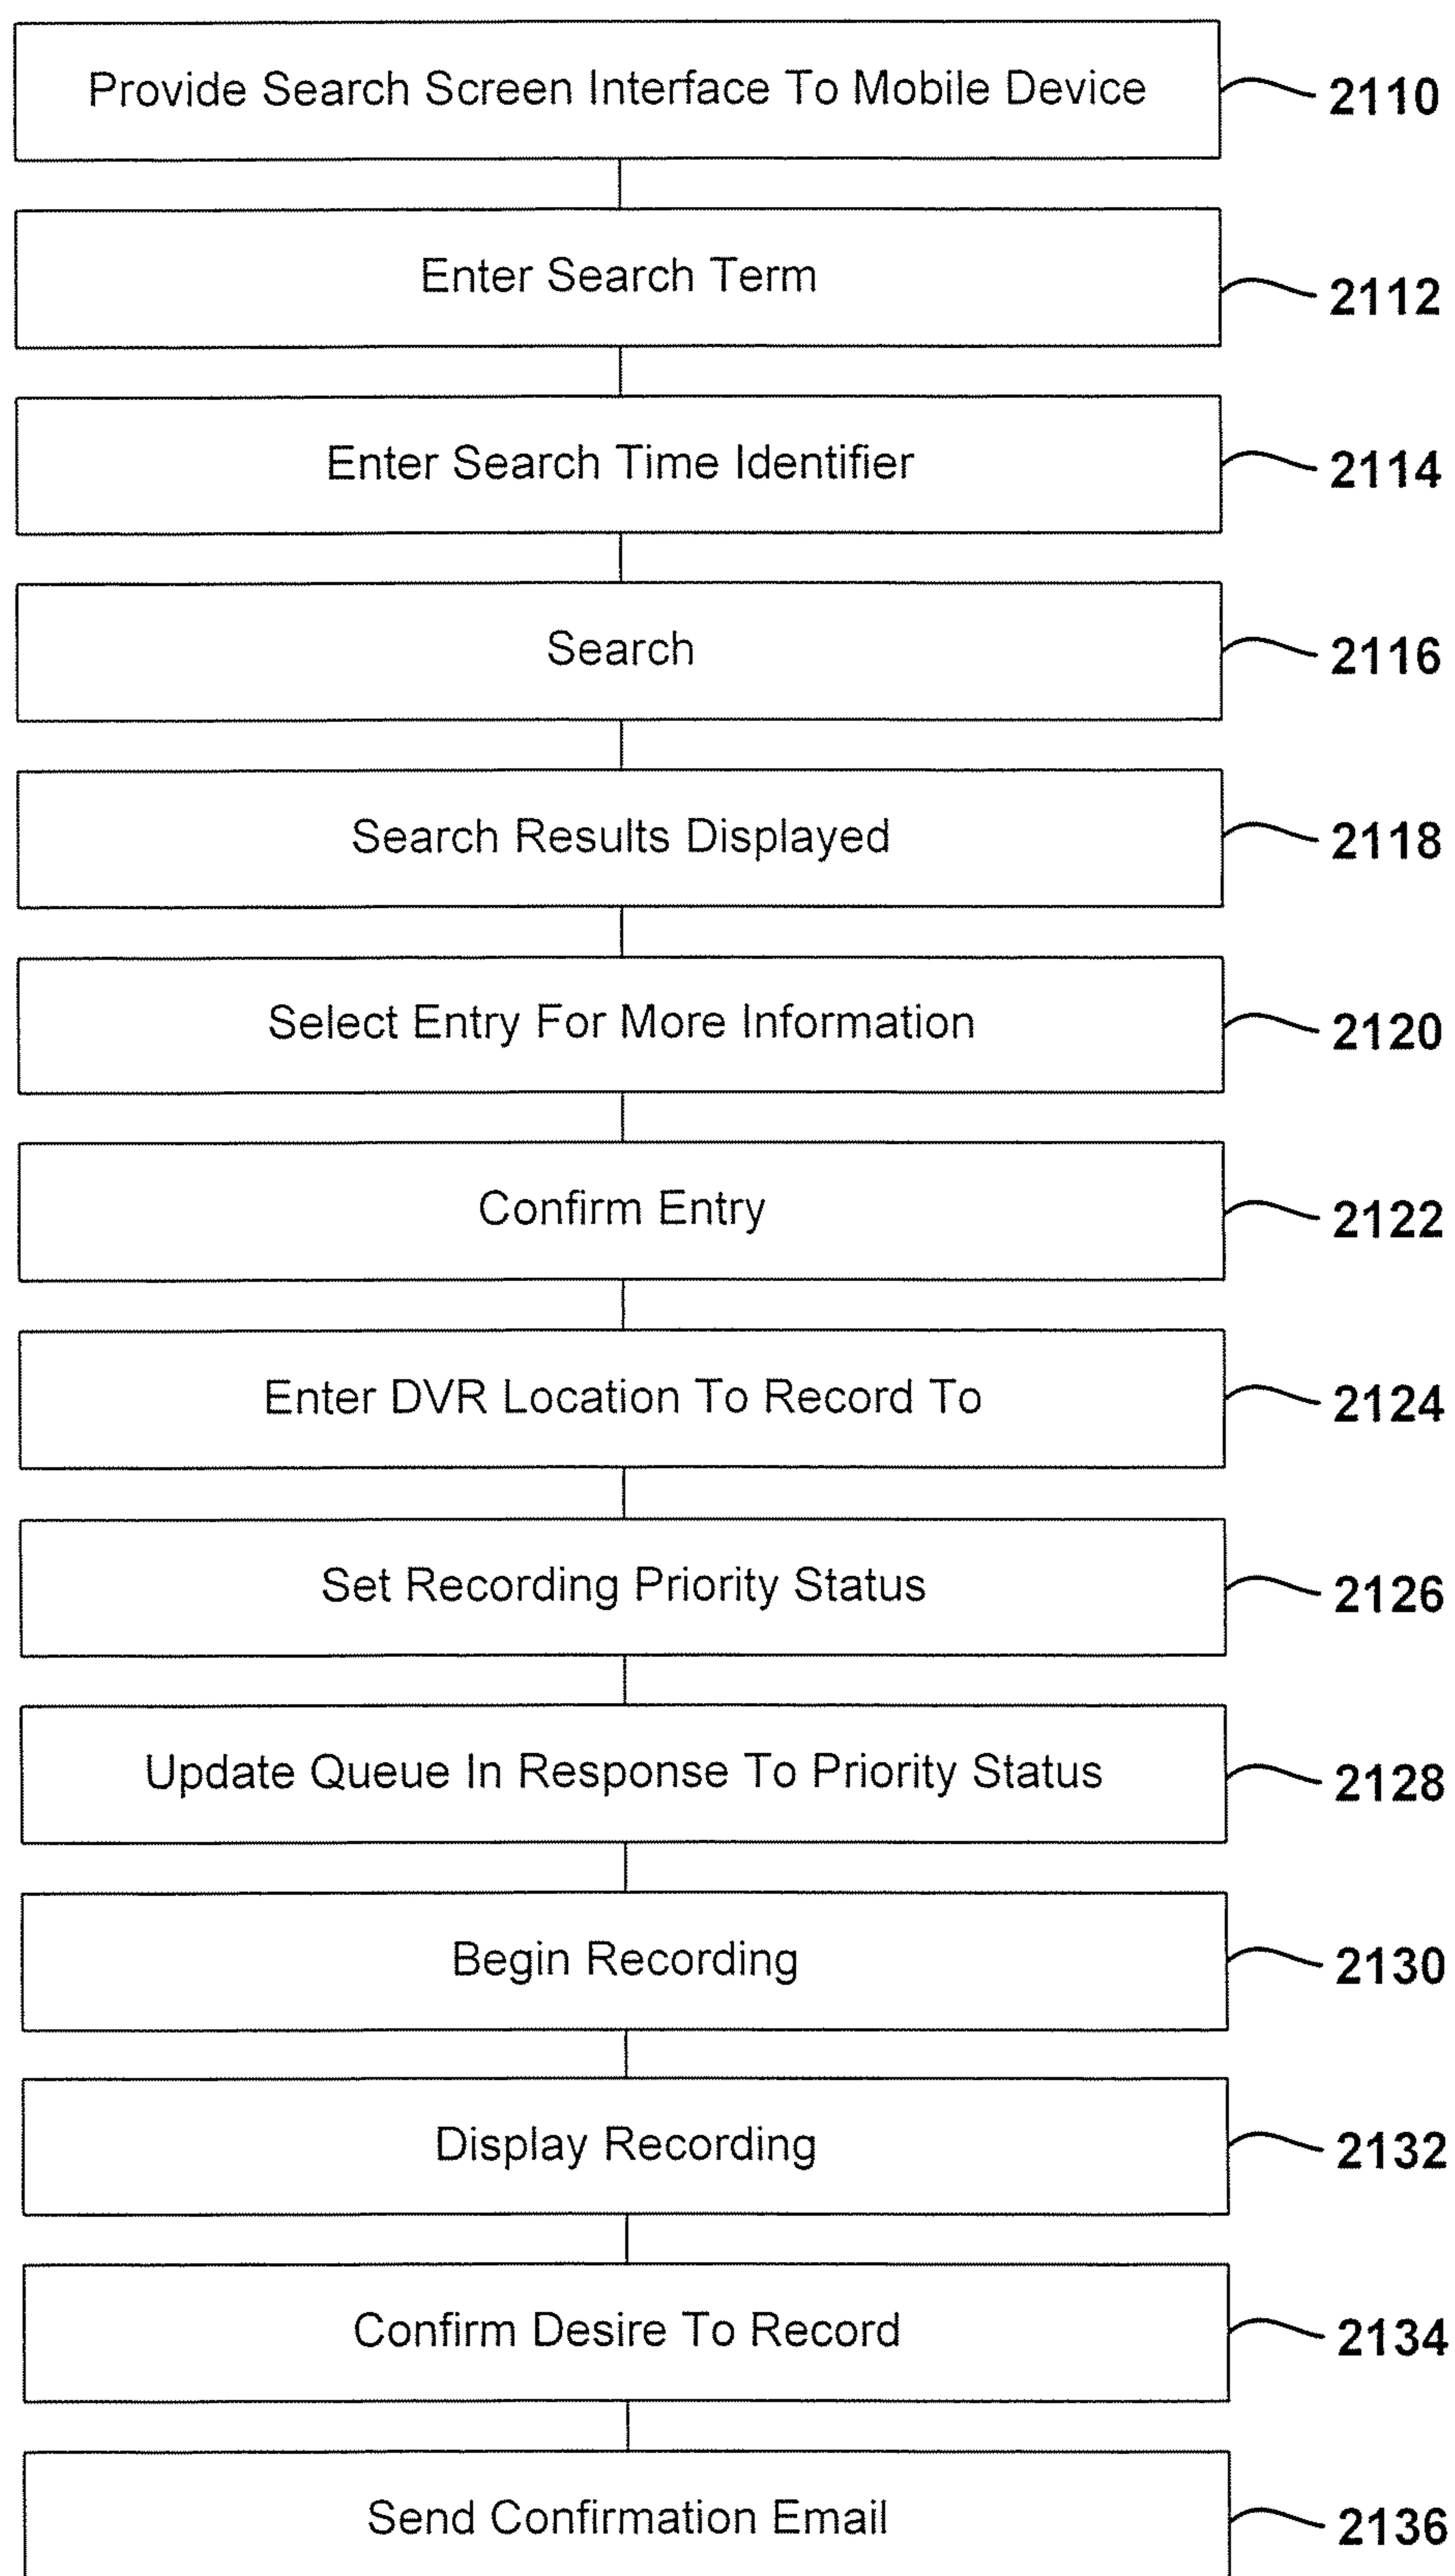 Provide Search Screen Interface To Mobile Device 2110
Enter Search Term 2112
Enter Search Time Identifier 2114
Search 2116
Search Results Displayed 2118
Select Entry For More Information 2120
Confirm Entry 2122
Enter DVR Location To Record To 2124
Set Recording Priority Status 2126
Update Queue In Response To Priority Status 2128
Begin Recording 2130
Display Recording 2132
Confirm Desire To Record 2134
Send Confirmation Email 2136